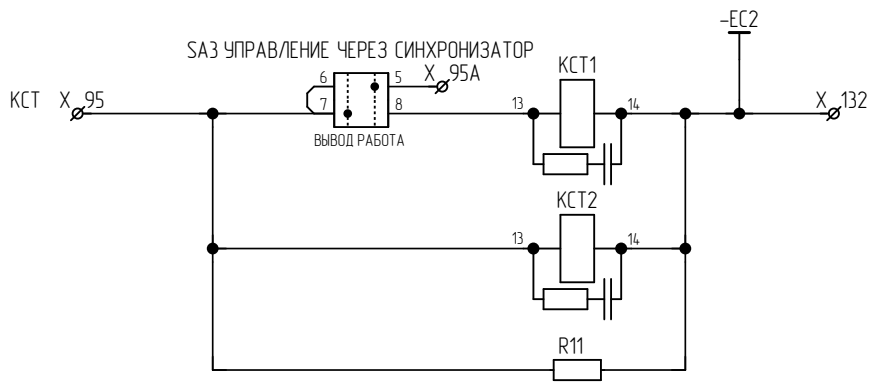 -ЕС2
SA3 УПРАВЛЕНИЕ ЧЕРЕЗ СИНХРОНИЗАТОР
6 5 X 95А
КСТ1
КСТ X 95
7 8
13 14
X 132
ВЫВОД РАБОТА
КСТ2
13 14
R11